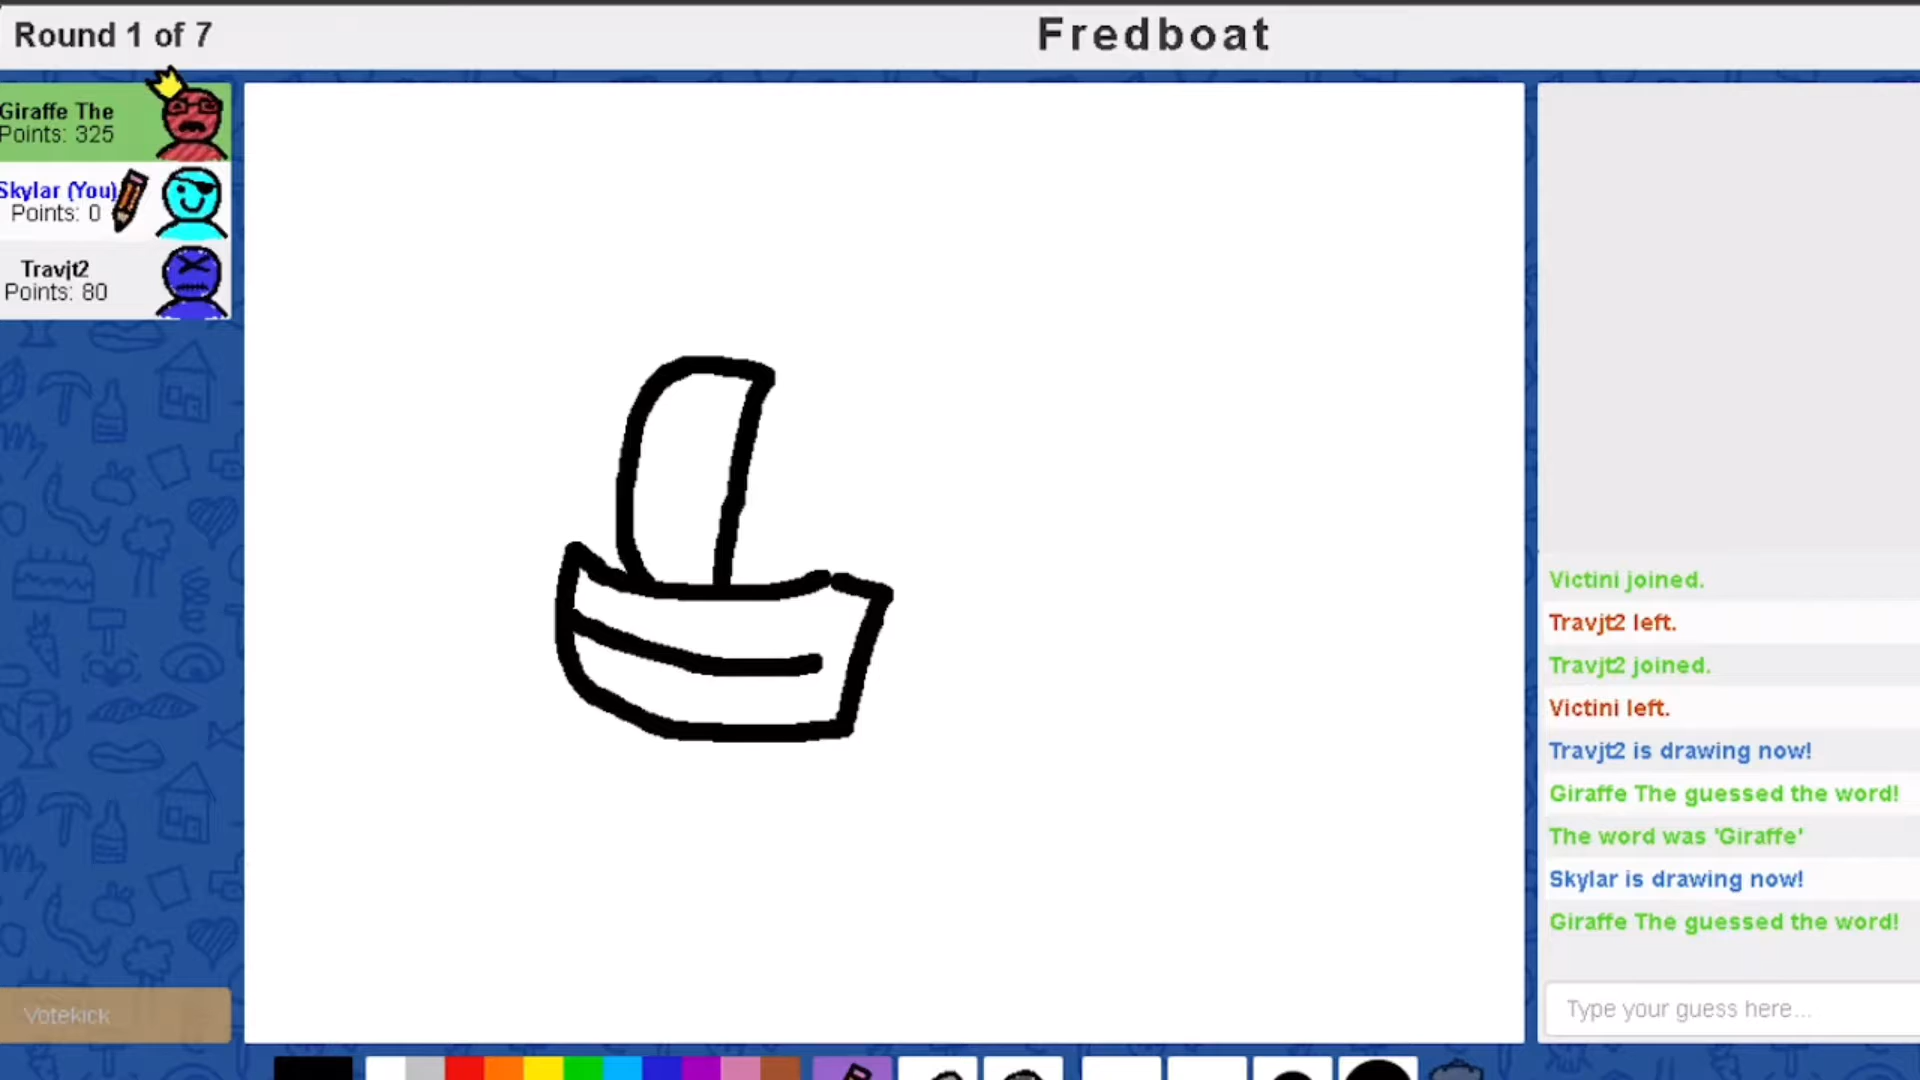 Round 1 of 7
Fredboat
Giraffe The
Points: 325
Skylar (You)
Points: 0
Travjt2
Points: 80
Victini joined.
Travjt2 left.
Travjt2 joined.
Victini left.
Travjt2 is drawing now!
Giraffe The guessed the word!
The word was 'Giraffe'
Skylar is drawing now!
Giraffe The guessed the word!
Votekick
Type your guess here...